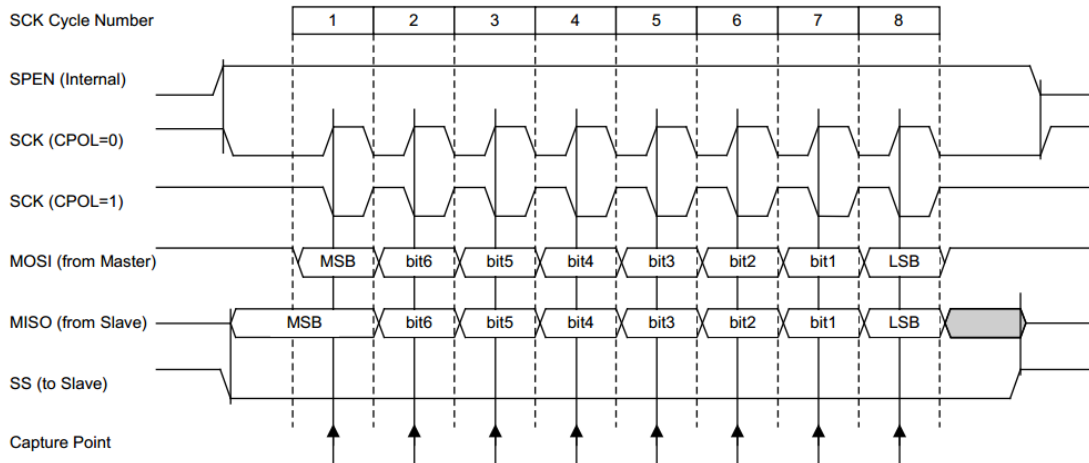 SCK Cycle Number 1 2 3 4 5 6 7 8
SPEN (Internal)
SCK (CPOL=0)
SCK (CPOL=1)
MOSI (from Master) MSB bit6 bit5 bit4 bit3 bit2 bit1 LSB
MISO (from Slave) MSB bit6 bit5 bit4 bit3 bit2 bit1 LSB
SS (to Slave)
Capture Point